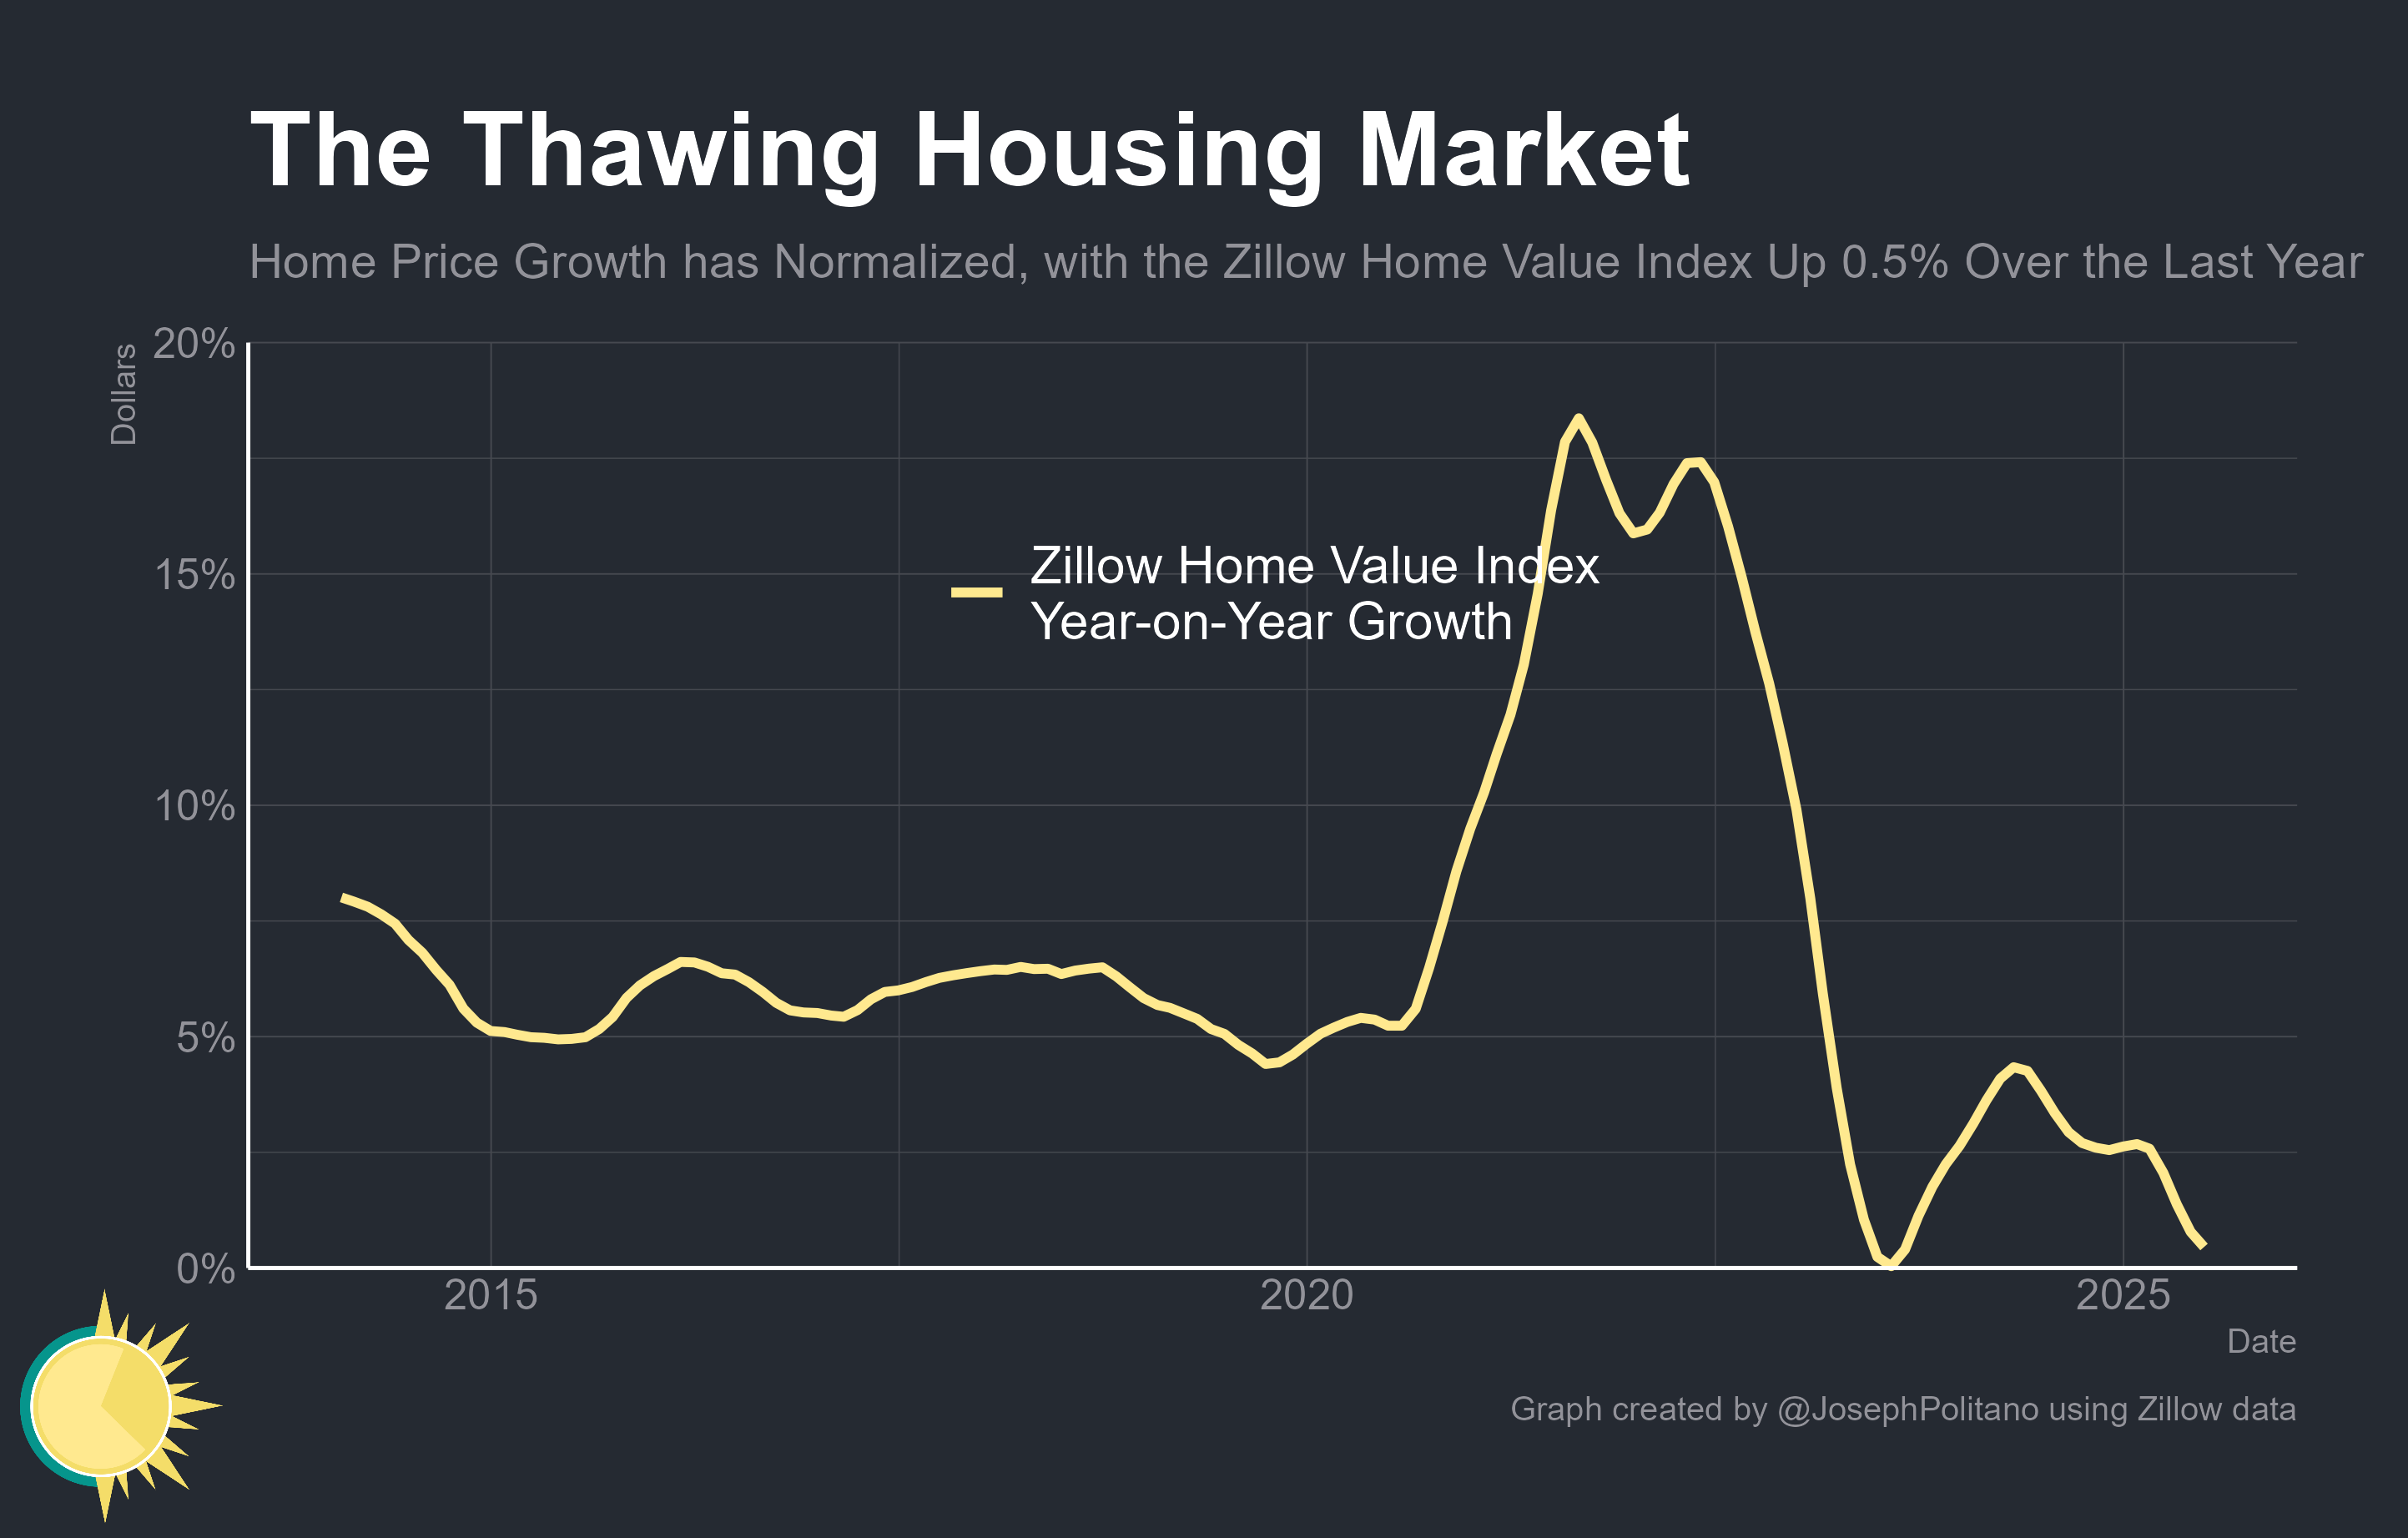 The Thawing Housing Market
Home Price Growth has Normalized, with the Zillow Home Value Index Up 0.5% Over the Last Year
Dollars
20%
15%
10%
5%
0%
Zillow Home Value Index
Year-on-Year Growth
2015
2020
2025
Date
Graph created by @JosephPolitano using Zillow data